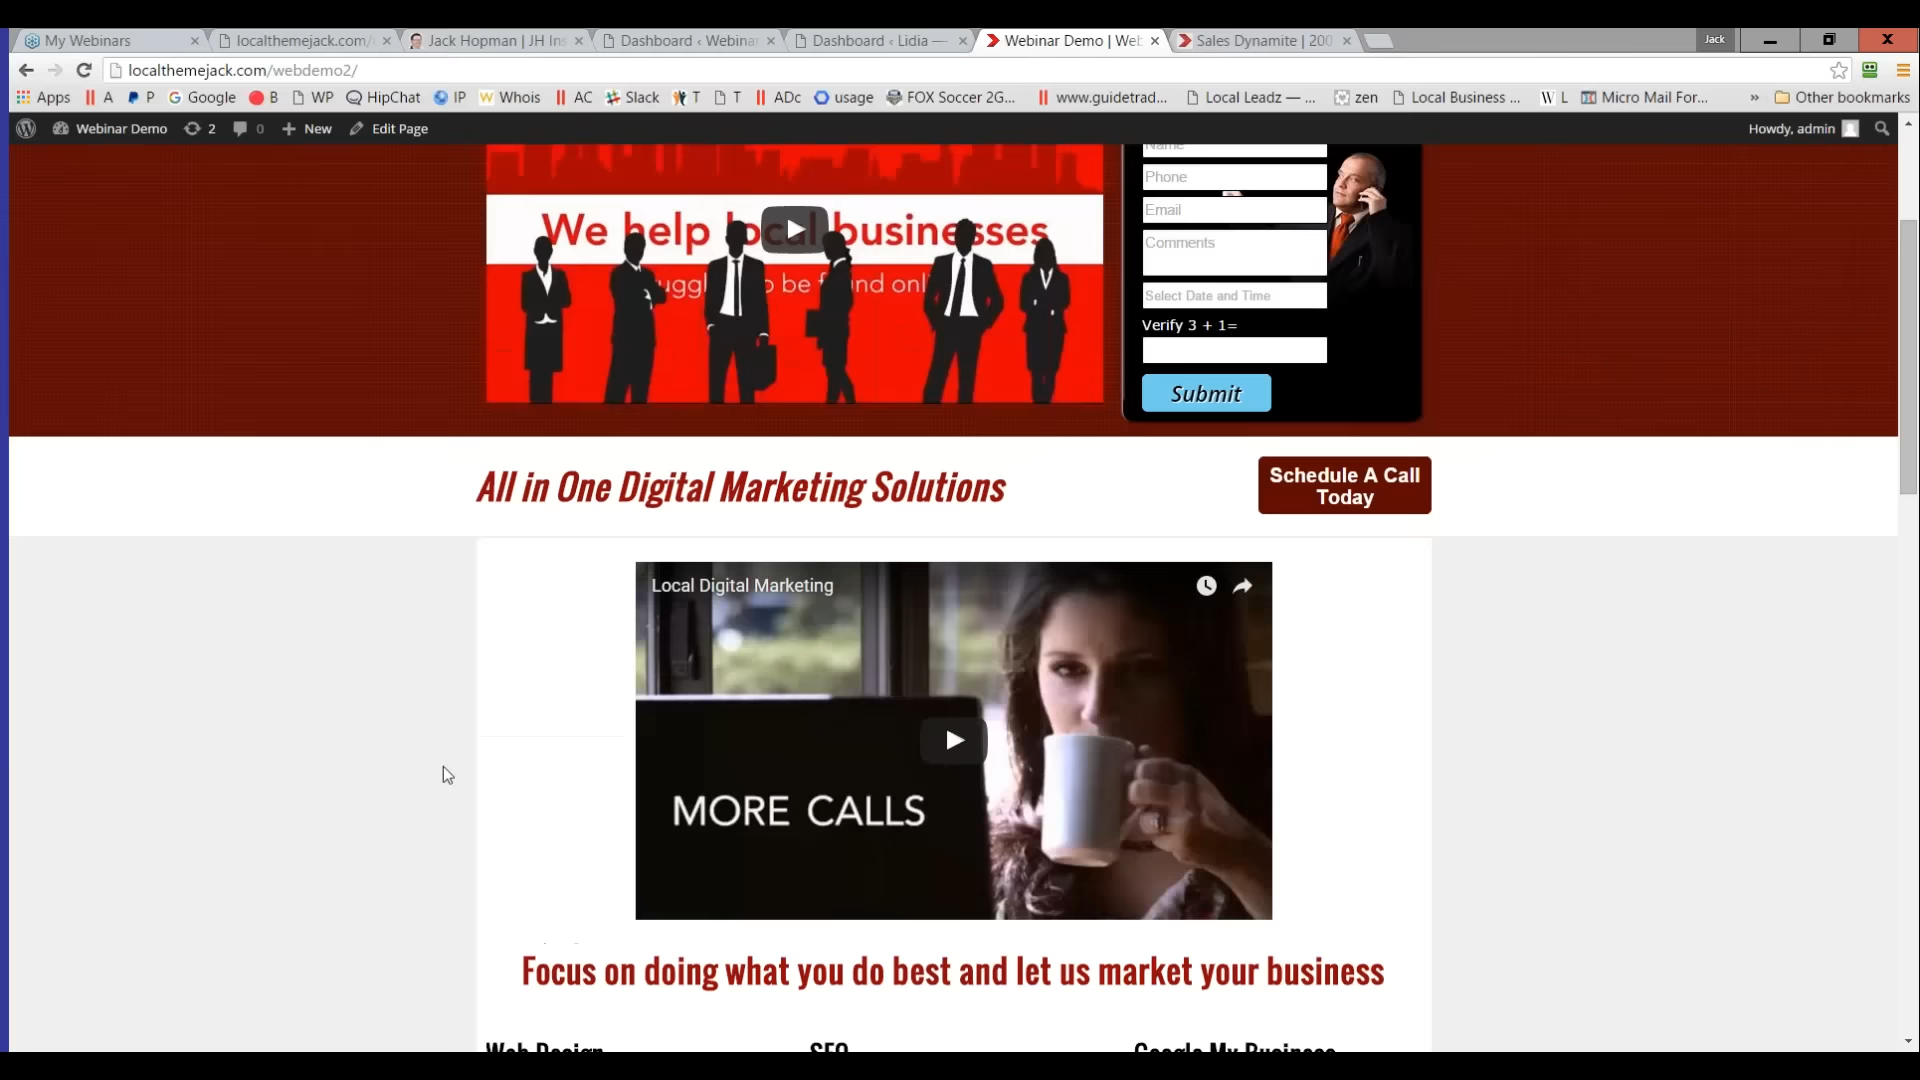 My Webinars
localthemejack.com/
Jack Hopman | JH Ins
Dashboard ‹ Webinar
Dashboard ‹ Lidia —
Webinar Demo | Web
Sales Dynamite | 200
Jack
localthemejack.com/webdemo2/
Apps
A
P
Google
B
WP
HipChat
IP
Whois
AC
Slack
T
T
ADc
usage
FOX Soccer 2G...
www.guidetrad...
Local Leadz — ...
zen
Local Business ...
W L
Micro Mail For...
»
Other bookmarks
Webinar Demo
2
0
New
Edit Page
Howdy, admin
Name
Phone
We help local businesses
Email
Comments
be
Select Date and Time
Verify 3 + 1=
Submit
All in One Digital Marketing Solutions
Schedule A Call
Today
Local Digital Marketing
MORE CALLS
Focus on doing what you do best and let us market your business
Web Design
SEO
Google My Business